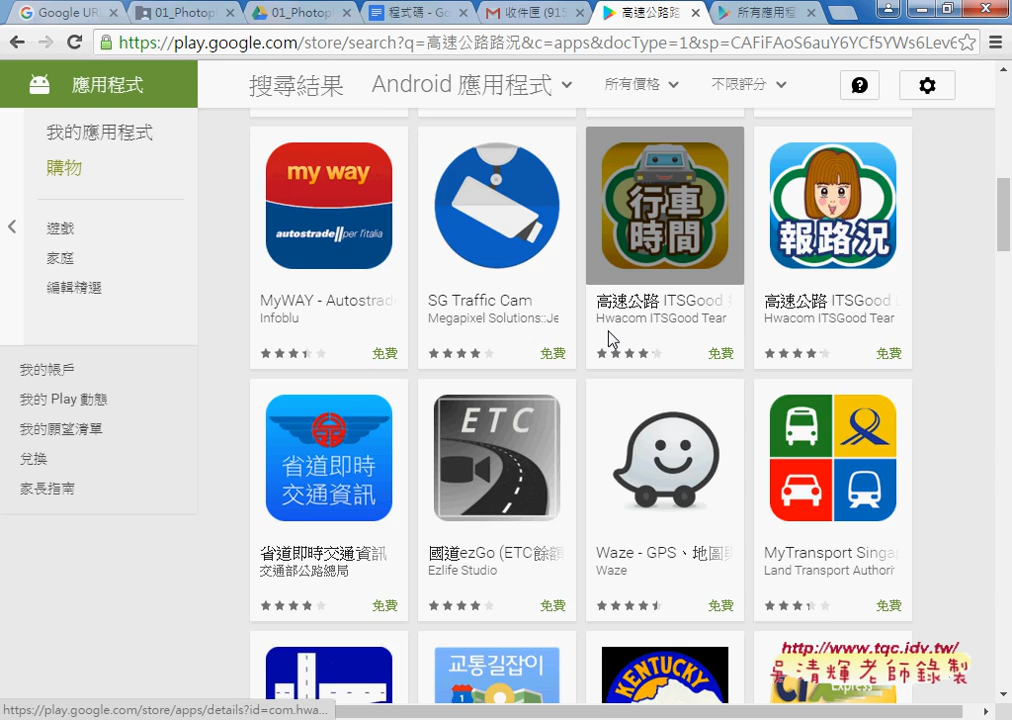 Google UR
01_Photop
01_Photop
程式碼 - Go
收件匣 (915
高速公路路
所有應用程
https://play.google.com/store/search?q=高速公路路況&c=apps&docType=1&sp=CAFiFAoS6auY6YCf5YWs6Lev6
應用程式
搜尋結果
Android 應用程式
所有價格
不限評分
我的應用程式
購物
遊戲
家庭
編輯精選
我的帳戶
我的 Play 動態
我的願望清單
兌換
家長指南
my way
autostrade//per l'italia
行車
時間
報路況
MyWAY - Autostrad
Infoblu
免費
SG Traffic Cam
Megapixel Solutions::Je
免費
高速公路 ITSGood
Hwacom ITSGood Tear
免費
高速公路 ITSGood
Hwacom ITSGood Tear
免費
省道即時
交通資訊
ETC
省道即時交通資訊
交通部公路總局
免費
國道ezGo (ETC餘額
Ezlife Studio
免費
Waze - GPS、地圖
Waze
免費
MyTransport Singa
Land Transport Authori
免費
교통길잡이
KENTUCKY
Express
http://www.tqc.idv.tw/
吳清輝老師錄製
https://play.google.com/store/apps/details?id=com.hwa...